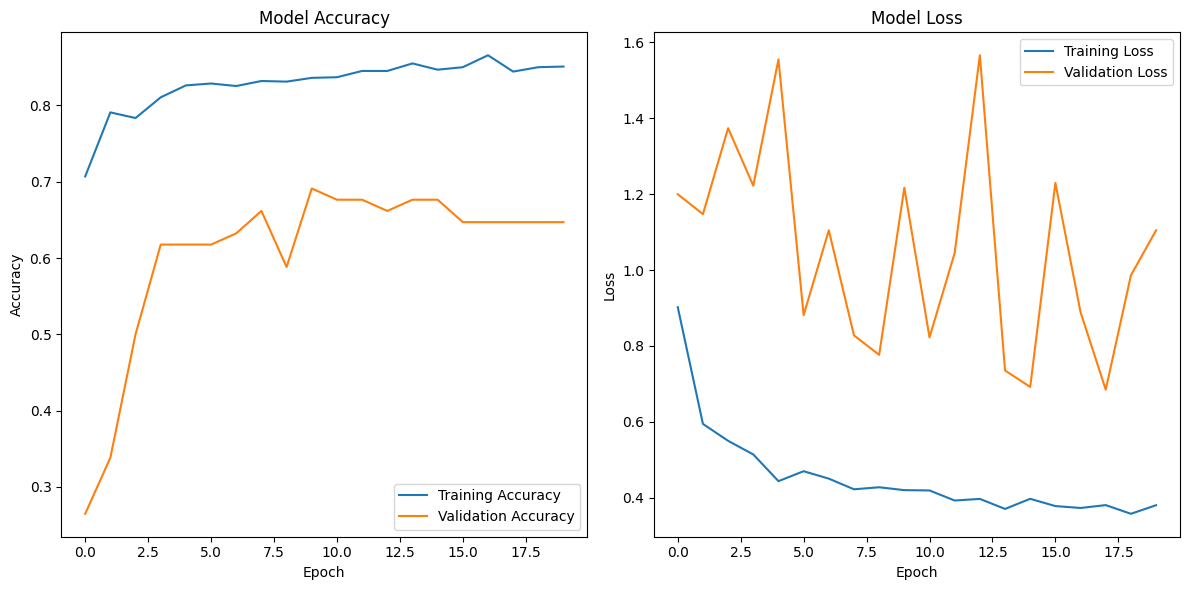 Model Accuracy
0.8
0.7
0.6
0.5
0.4
0.3
Accuracy
Training Accuracy
Validation Accuracy
0.0 2.5 5.0 7.5 10.0 12.5 15.0 17.5
Epoch
Model Loss
1.6
1.4
1.2
1.0
0.8
0.6
0.4
Loss
Training Loss
Validation Loss
0.0 2.5 5.0 7.5 10.0 12.5 15.0 17.5
Epoch